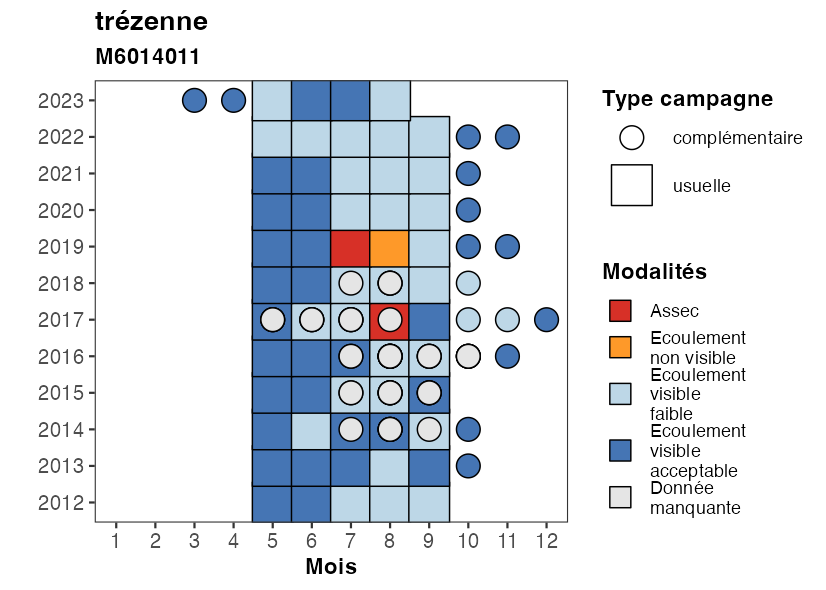 trézenne
M6014011
2023
2022
2021
2020
2019
2018
2017
2016
2015
2014
2013
2012
1 2 3 4 5 6 7 8 9 10 11 12
Mois
Type campagne
complémentaire
usuelle
Modalités
Assec
Ecoulement
non visible
Ecoulement
visible
faible
Ecoulement
visible
acceptable
Donnée
manquante